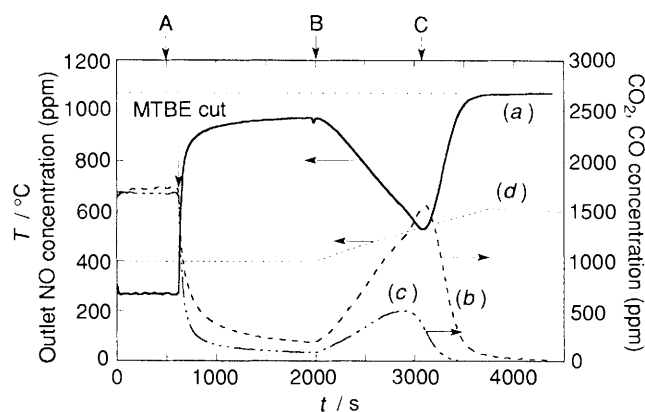 A B C
1200 3000
1000 2500
800 2000
600 1500
400 1000
200 500
0 0
0 1000 2000 3000 4000
MTBE cut
(a)
(d)
(c)
(b)
T / °C
Outlet NO concentration (ppm)
CO2, CO concentration (ppm)
t / s